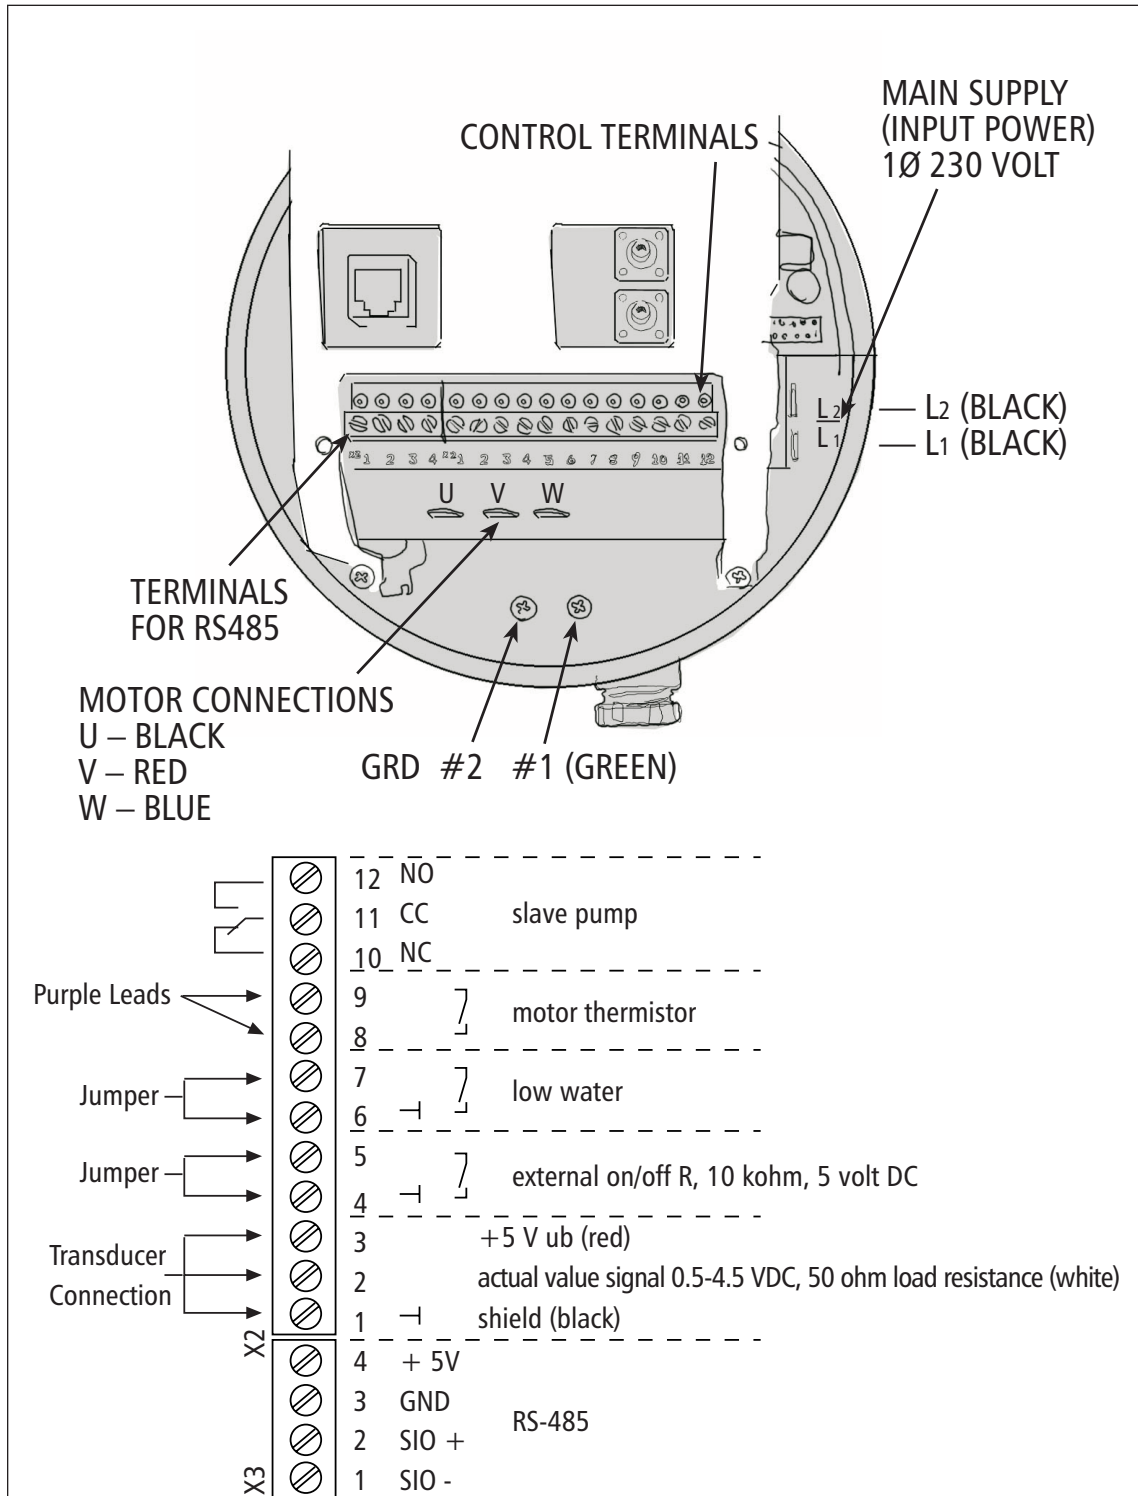 MAIN SUPPLY
(INPUT POWER)
1Ø 230 VOLT
CONTROL TERMINALS
L2
L1
L2 (BLACK)
L1 (BLACK)
1 2 3 4 1 2 3 4 5 6 7 8 9 10 11 12
U V W
TERMINALS
FOR RS485
MOTOR CONNECTIONS
U – BLACK
V – RED
W – BLUE
GRD #2 #1 (GREEN)
12 NO
11 CC slave pump
10 NC
Purple Leads
9
8
motor thermistor
Jumper
7
6
low water
Jumper
5
4
external on/off R, 10 kohm, 5 volt DC
Transducer
Connection
3 +5 V ub (red)
2 actual value signal 0.5-4.5 VDC, 50 ohm load resistance (white)
1 shield (black)
X2
4 + 5V
3 GND
RS-485
2 SIO +
1 SIO -
X3